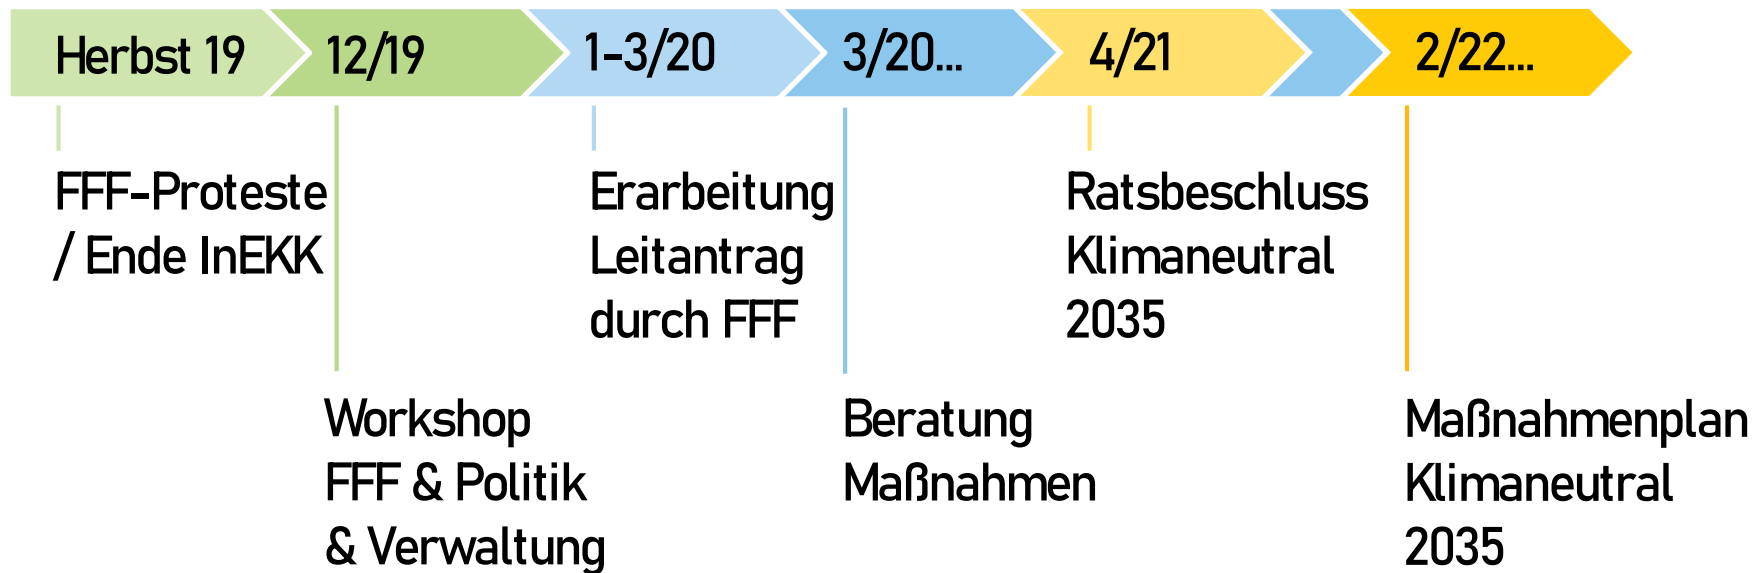 Herbst 19
12/19
1-3/20
3/20...
4/21
2/22...
FFF-Proteste
/ Ende InEKK
Erarbeitung
Leitantrag
durch FFF
Ratsbeschluss
Klimaneutral
2035
Workshop
FFF & Politik
& Verwaltung
Beratung
Maßnahmen
Maßnahmenplan
Klimaneutral
2035